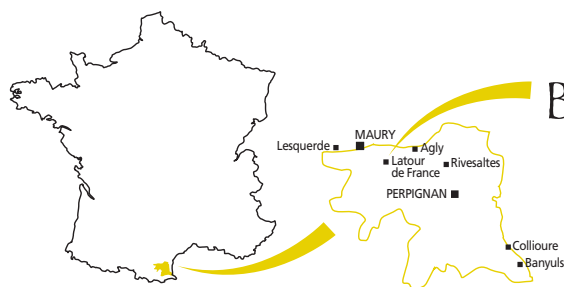 B
MAURY
Lesquerde
Agly
Latour
de France
Rivesaltes
PERPIGNAN
Collioure
Banyuls